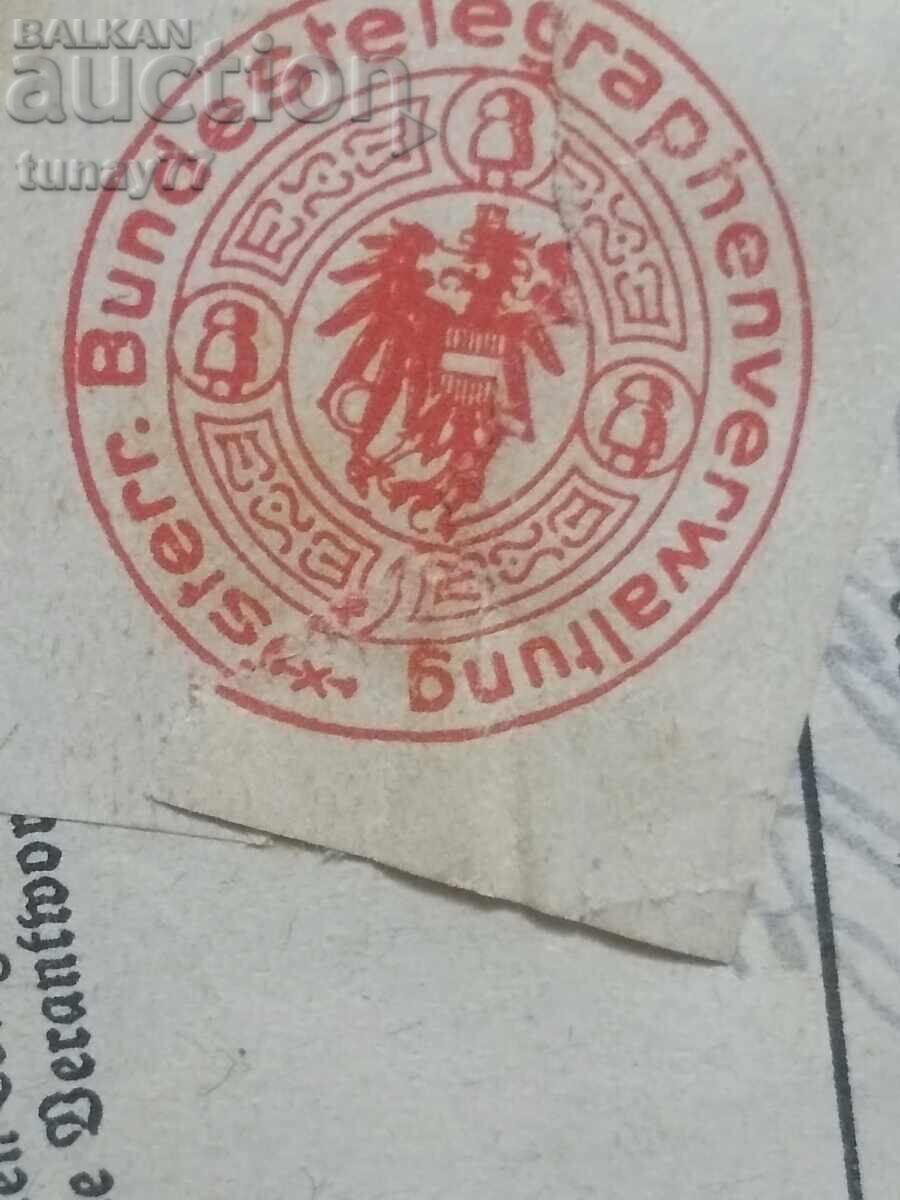 BALKAN
auction
tunay77
Österr. Bundestelegraphenverwaltung
e Verantwor